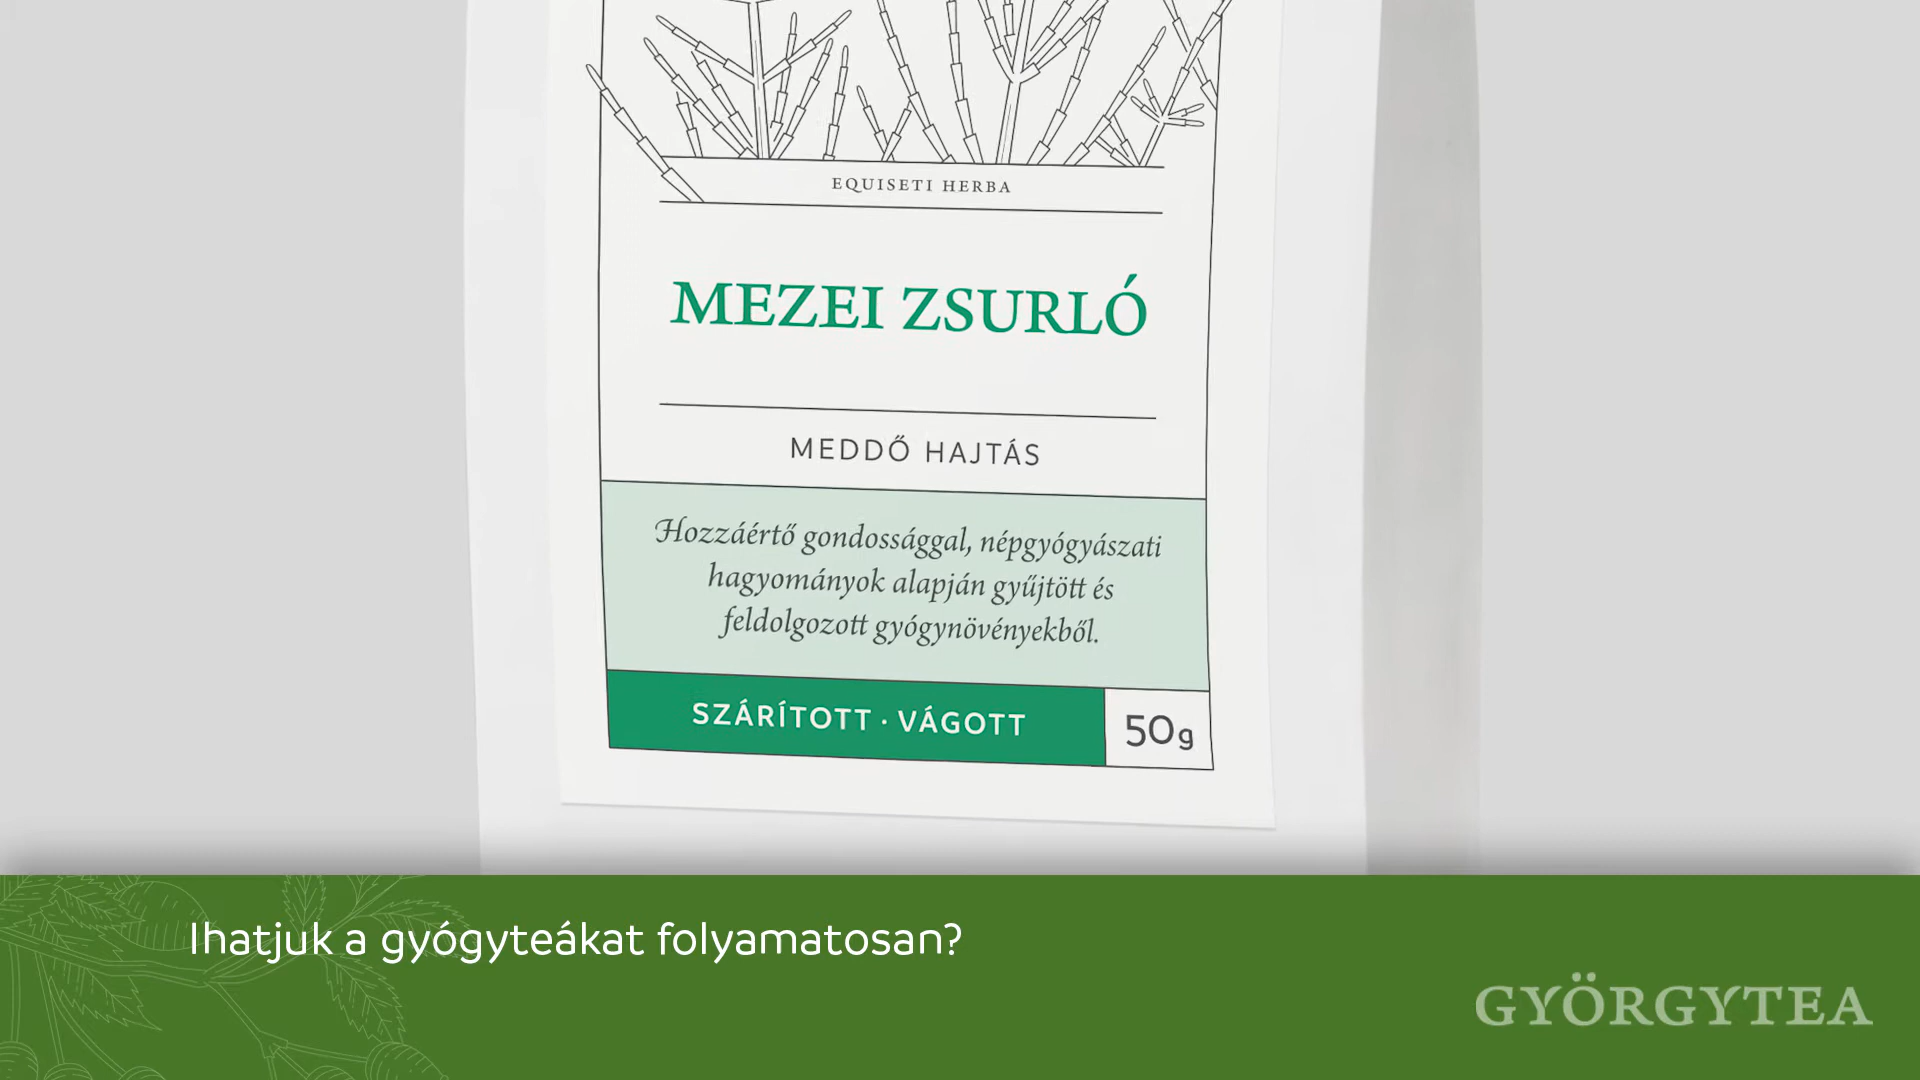 EQUISETI HERBA
MEZEI ZSURLÓ
MEDDŐ HAJTÁS
Hozzáértő gondossággal, népgyógyászati
hagyományok alapján gyűjtött és
feldolgozott gyógynövényekből.
SZÁRÍTOTT · VÁGOTT
50g
Ihatjuk a gyógyteákat folyamatosan?
GYÖRGYTEA